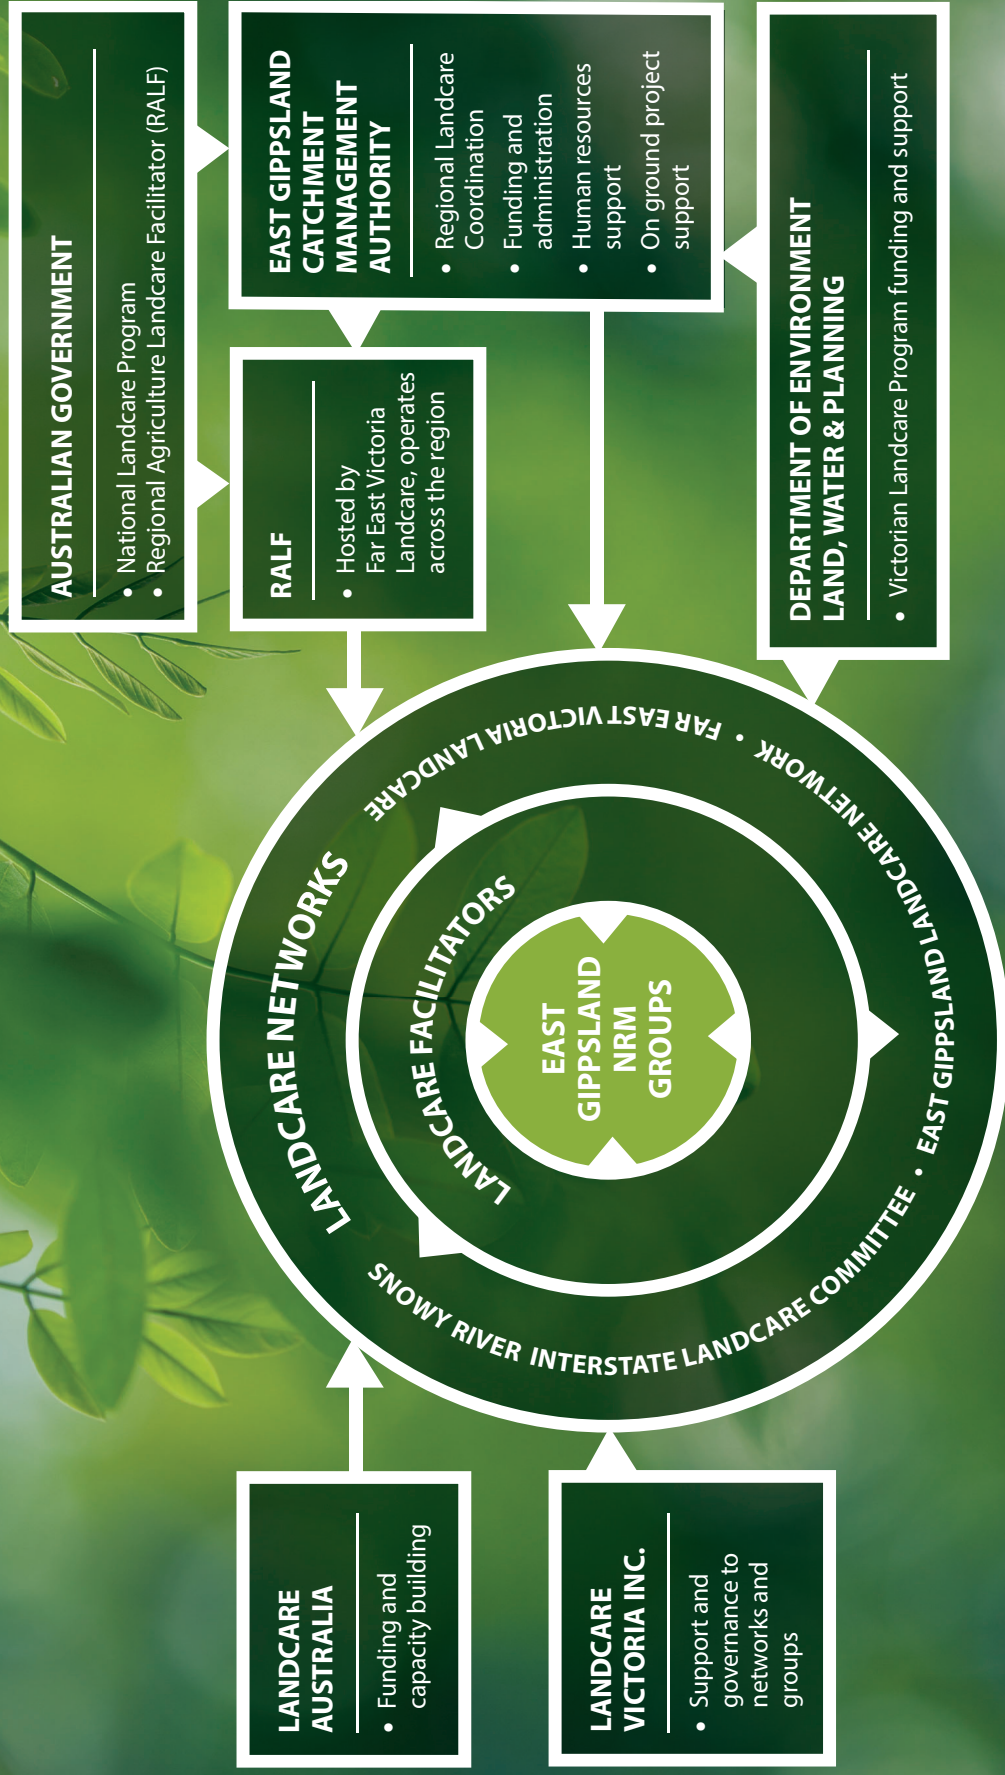 LANDCARE
AUSTRALIA
• Funding and
capacity building
LANDCARE
VICTORIA INC.
• Support and
governance to
networks and
groups
LANDCARE NETWORKS
SNOWY RIVER INTERSTATE LANDCARE COMMITTEE • EAST GIPPSLAND LANDCARE NETWORK • FAR EAST VICTORIA LANDCARE
LANDCARE FACILITATORS
EAST
GIPPSLAND
NRM
GROUPS
AUSTRALIAN GOVERNMENT
• National Landcare Program
• Regional Agriculture Landcare Facilitator (RALF)
RALF
• Hosted by
Far East Victoria
Landcare, operates
across the region
EAST GIPPSLAND
CATCHMENT
MANAGEMENT
AUTHORITY
• Regional Landcare
Coordination
• Funding and
administration
• Human resources
support
• On ground project
support
DEPARTMENT OF ENVIRONMENT
LAND, WATER & PLANNING
• Victorian Landcare Program funding and support